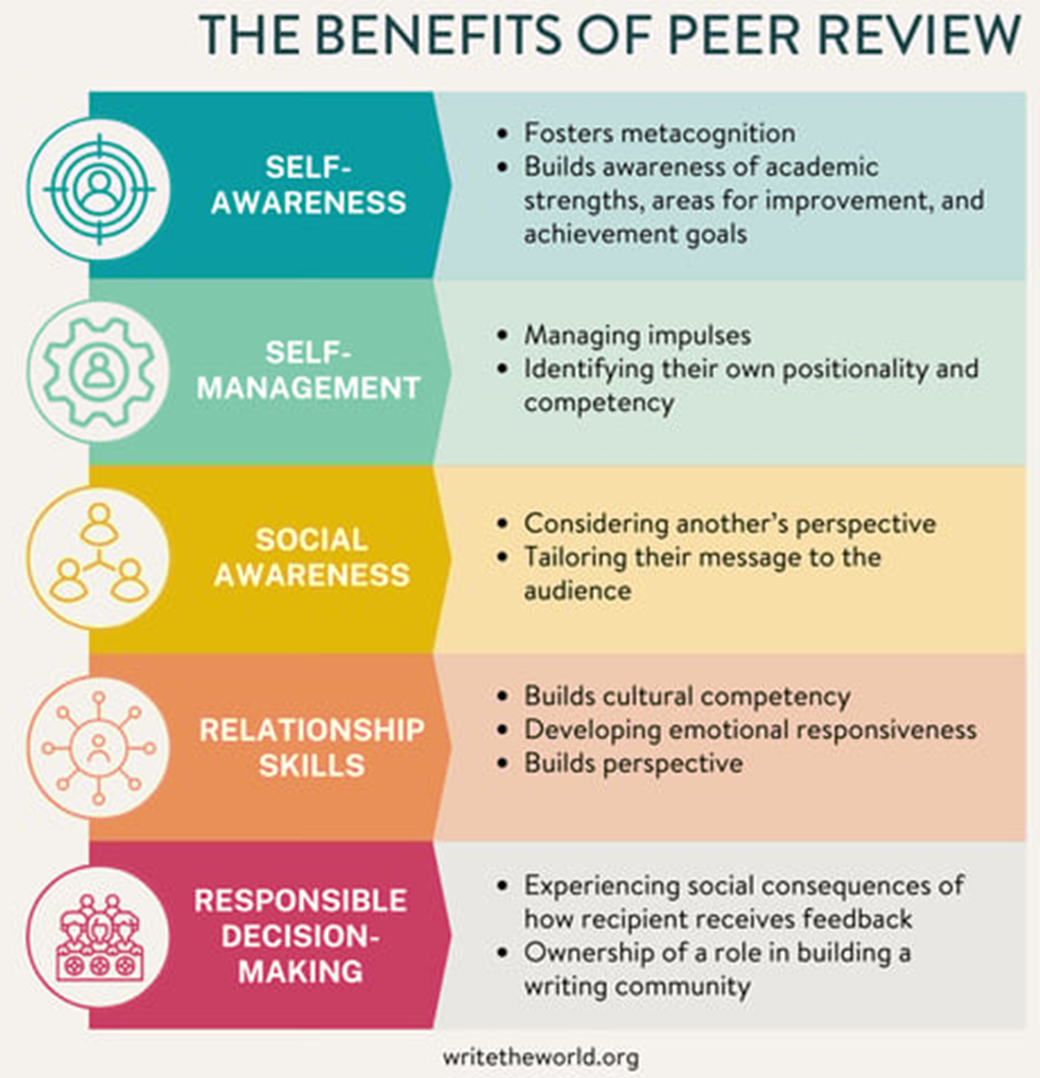 THE BENEFITS OF PEER REVIEW
SELF-
AWARENESS
• Fosters metacognition
• Builds awareness of academic
strengths, areas for improvement, and
achievement goals
SELF-
MANAGEMENT
• Managing impulses
• Identifying their own positionality and
competency
SOCIAL
AWARENESS
• Considering another's perspective
• Tailoring their message to the
audience
RELATIONSHIP
SKILLS
• Builds cultural competency
• Developing emotional responsiveness
• Builds perspective
RESPONSIBLE
DECISION-
MAKING
• Experiencing social consequences of
how recipient receives feedback
• Ownership of a role in building a
writing community
writetheworld.org